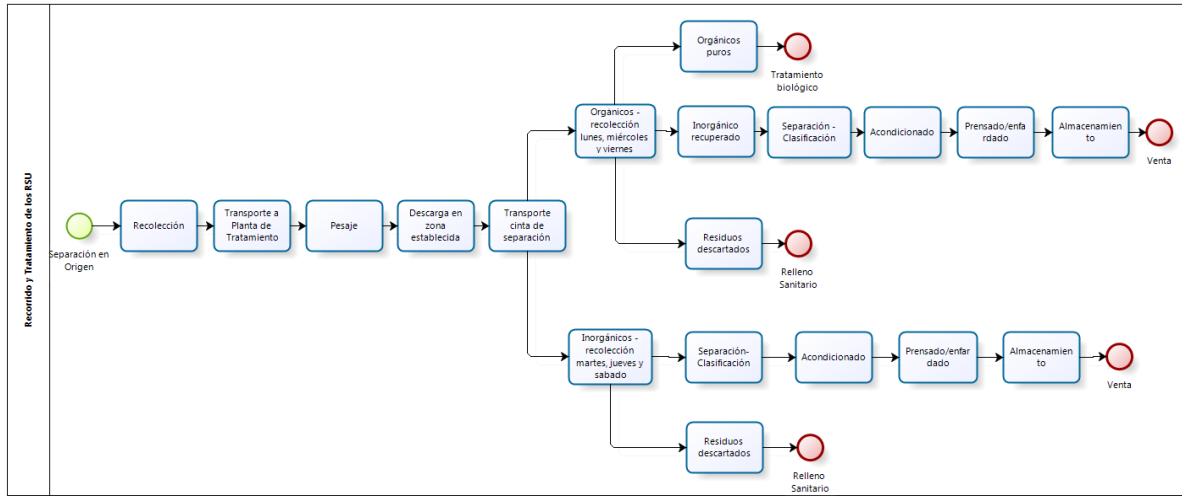 Recorrido y Tratamiento de los RSU
Separación en
Origen
Recolección
Transporte a
Planta de
Tratamiento
Pesaje
Descarga en
zona
establecida
Transporte
cinta de
separación
Organicos -
recolección
lunes, miércoles
y viernes
Orgánicos
puros
Tratamiento
biológico
Inorgánico
recuperado
Separación -
Clasificación
Acondicionado
Prensado/enfa
rdado
Almacenamien
to
Venta
Residuos
descartados
Relleno
Sanitario
Inorgánicos -
recolección
martes, jueves y
sabado
Separación-
Clasificación
Acondicionado
Prensado/enfar
dado
Almacenamien
to
Venta
Residuos
descartados
Relleno
Sanitario